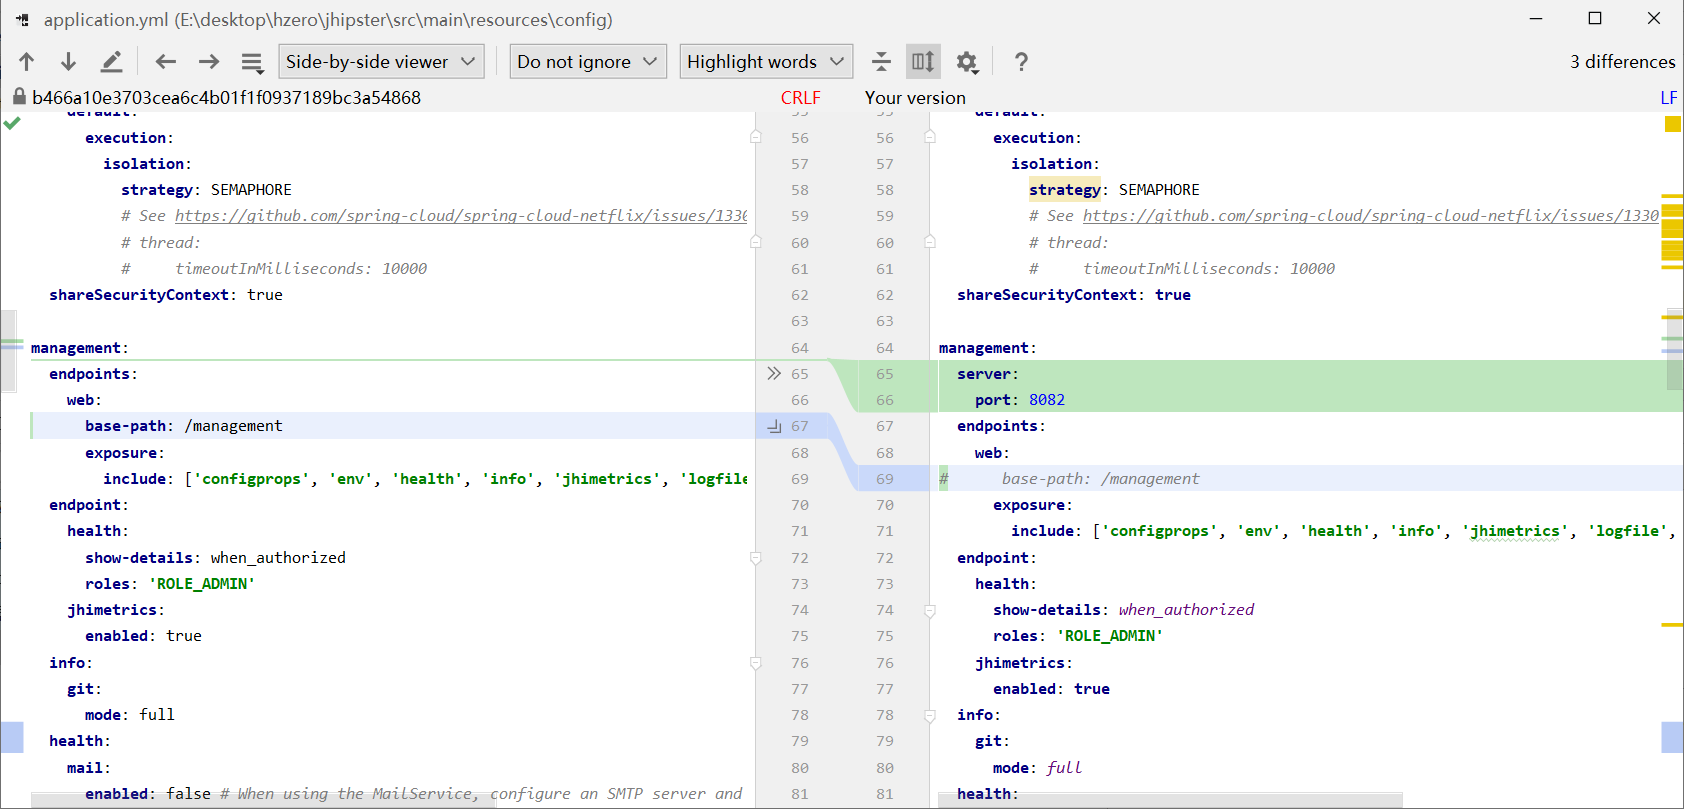 application.yml (E:\desktop\hzero\jhipster\src\main\resources\config)
Side-by-side viewer Do not ignore Highlight words ? 3 differences
b466a10e3703cea6c4b01f1f0937189bc3a54868 CRLF Your version LF
default: 55 55 default:
execution: 56 56 execution:
isolation: 57 57 isolation:
strategy: SEMAPHORE 58 58 strategy: SEMAPHORE
# See https://github.com/spring-cloud/spring-cloud-netflix/issues/1330 59 59 # See https://github.com/spring-cloud/spring-cloud-netflix/issues/1330
# thread: 60 60 # thread:
#     timeoutInMilliseconds: 10000 61 61 #     timeoutInMilliseconds: 10000
shareSecurityContext: true 62 62 shareSecurityContext: true
63 63
management: 64 64 management:
endpoints: 65 65 server:
web: 66 66 port: 8082
base-path: /management 67 67 endpoints:
exposure: 68 68 web:
include: ['configprops', 'env', 'health', 'info', 'jhimetrics', 'logfile 69 69 #      base-path: /management
endpoint: 70 70 exposure:
health: 71 71 include: ['configprops', 'env', 'health', 'info', 'jhimetrics', 'logfile',
show-details: when_authorized 72 72 endpoint:
roles: 'ROLE_ADMIN' 73 73 health:
jhimetrics: 74 74 show-details: when_authorized
enabled: true 75 75 roles: 'ROLE_ADMIN'
info: 76 76 jhimetrics:
git: 77 77 enabled: true
mode: full 78 78 info:
health: 79 79 git:
mail: 80 80 mode: full
enabled: false # When using the MailService, configure an SMTP server and 81 81 health: